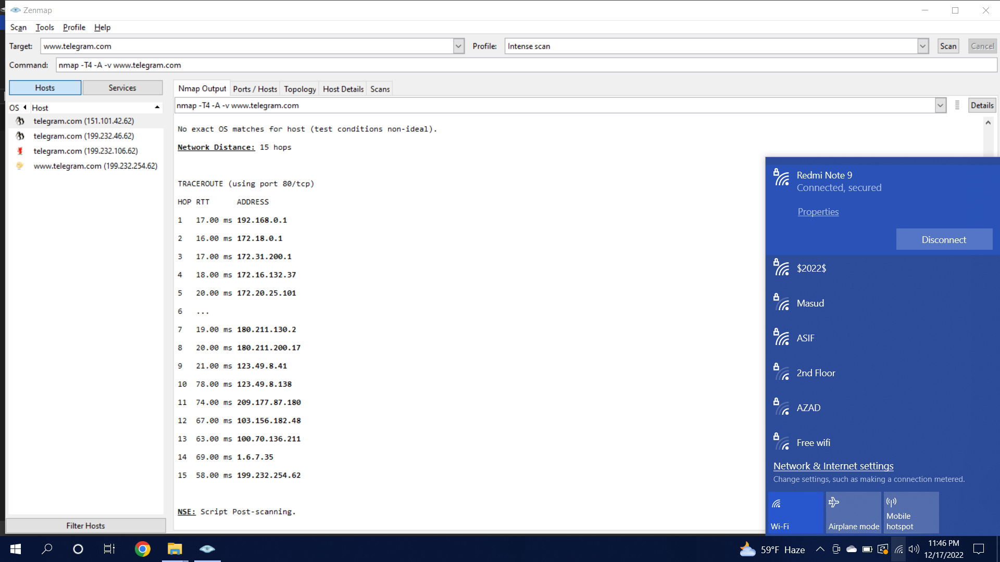 Zenmap
Scan Tools Profile Help
Target: www.telegram.com Profile: Intense scan Scan Cancel
Command: nmap -T4 -A -v www.telegram.com
Hosts Services
OS Host
telegram.com (151.101.42.62)
telegram.com (199.232.46.62)
telegram.com (199.232.106.62)
www.telegram.com (199.232.254.62)
Filter Hosts
Nmap Output Ports / Hosts Topology Host Details Scans
nmap -T4 -A -v www.telegram.com Details
No exact OS matches for host (test conditions non-ideal).
Network Distance: 15 hops
TRACEROUTE (using port 80/tcp)
HOP RTT ADDRESS
1 17.00 ms 192.168.0.1
2 16.00 ms 172.18.0.1
3 17.00 ms 172.31.200.1
4 18.00 ms 172.16.132.37
5 20.00 ms 172.20.25.101
6 ...
7 19.00 ms 180.211.130.2
8 20.00 ms 180.211.200.17
9 21.00 ms 123.49.8.41
10 78.00 ms 123.49.8.138
11 74.00 ms 209.177.87.180
12 67.00 ms 103.156.182.48
13 63.00 ms 100.70.136.211
14 69.00 ms 1.6.7.35
15 58.00 ms 199.232.254.62
NSE: Script Post-scanning.
Redmi Note 9
Connected, secured
Properties
Disconnect
$2022$
Masud
ASIF
2nd Floor
AZAD
Free wifi
Network & Internet settings
Change settings, such as making a connection metered.
Wi-Fi
Airplane mode
Mobile
hotspot
59°F Haze
11:46 PM
12/17/2022